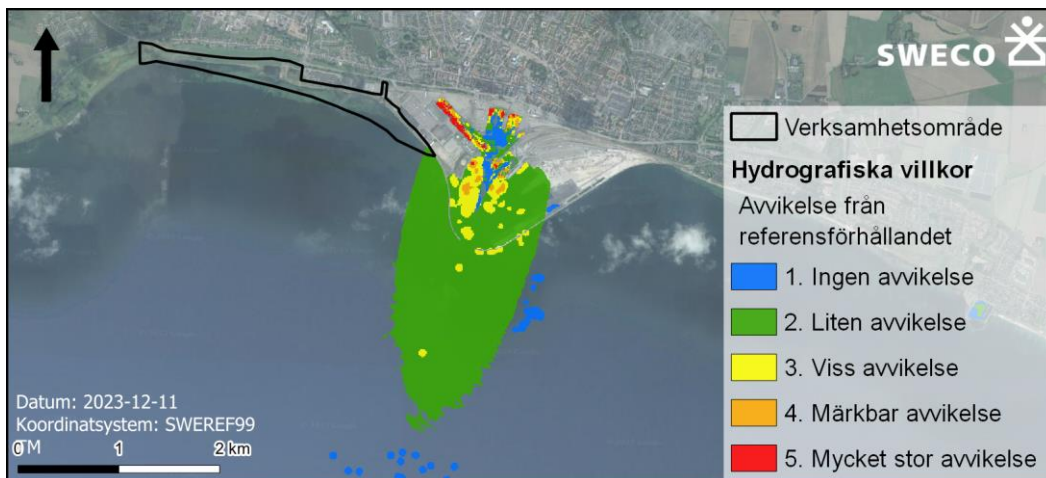 SWECO
Verksamhetsområde
Hydrografiska villkor
Avvikelse från
referensförhållandet
1. Ingen avvikelse
2. Liten avvikelse
3. Viss avvikelse
4. Märkbar avvikelse
5. Mycket stor avvikelse
Datum: 2023-12-11
Koordinatsystem: SWEREF99
TM
0 1 2 km